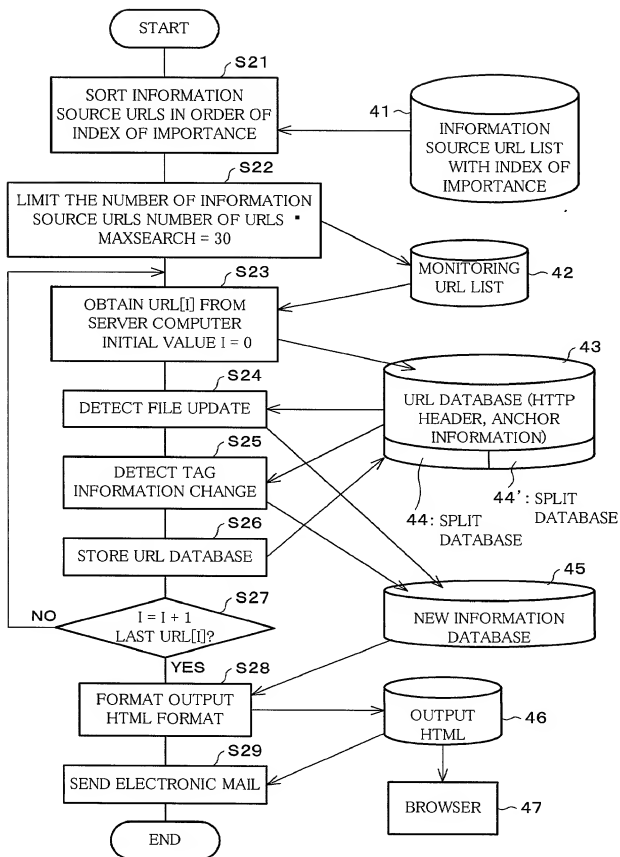 START
S21
SORT INFORMATION
SOURCE URLS IN ORDER OF
INDEX OF IMPORTANCE
41
INFORMATION
SOURCE URL LIST
WITH INDEX OF
IMPORTANCE
S22
LIMIT THE NUMBER OF INFORMATION
SOURCE URLS NUMBER OF URLS
MAXSEARCH = 30
MONITORING
URL LIST
42
S23
OBTAIN URL[I] FROM
SERVER COMPUTER
INITIAL VALUE I = 0
43
URL DATABASE (HTTP
HEADER, ANCHOR
INFORMATION)
S24
DETECT FILE UPDATE
S25
DETECT TAG
INFORMATION CHANGE
44: SPLIT
DATABASE
44': SPLIT
DATABASE
S26
STORE URL DATABASE
45
NEW INFORMATION
DATABASE
S27
I = I + 1
LAST URL[I]?
NO
YES
S28
FORMAT OUTPUT
HTML FORMAT
OUTPUT
HTML
46
S29
SEND ELECTRONIC MAIL
BROWSER
47
END